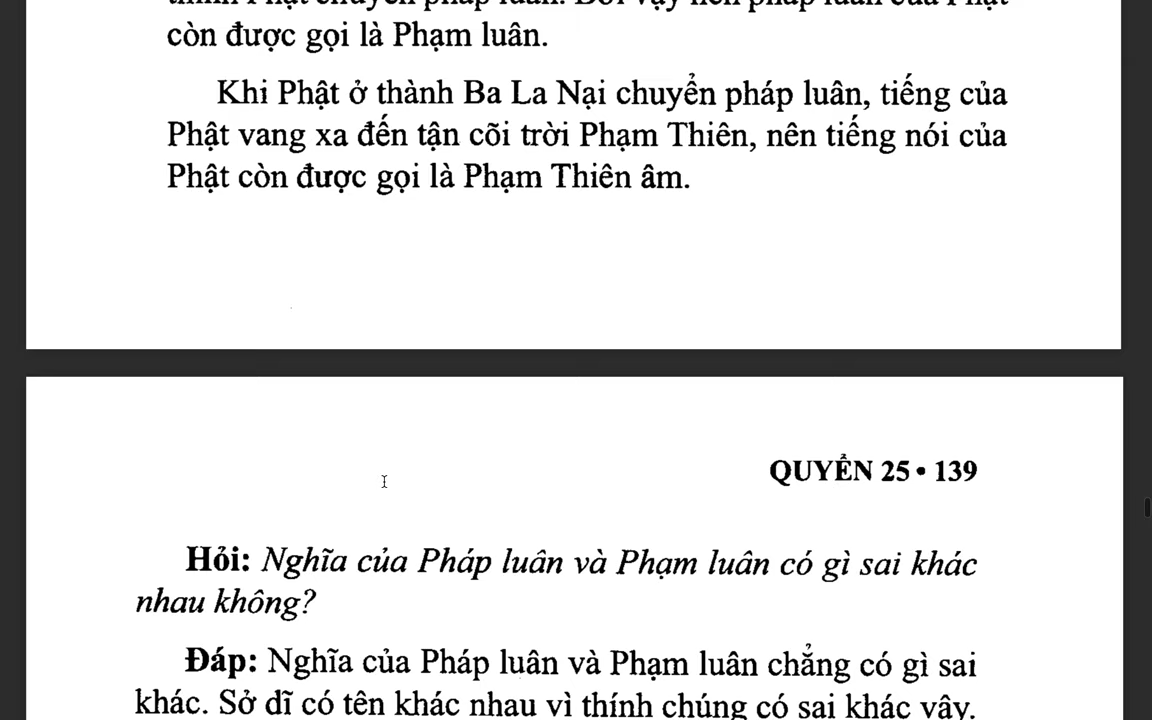 còn được gọi là Phạm luân.
Khi Phật ở thành Ba La Nại chuyển pháp luân, tiếng của
Phật vang xa đến tận cõi trời Phạm Thiên, nên tiếng nói của
Phật còn được gọi là Phạm Thiên âm.
QUYỂN 25 • 139
Hỏi: Nghĩa của Pháp luân và Phạm luân có gì sai khác
nhau không?
Đáp: Nghĩa của Pháp luân và Phạm luân chẳng có gì sai
khác. Sở dĩ có tên khác nhau vì thính chúng có sai khác vậy.